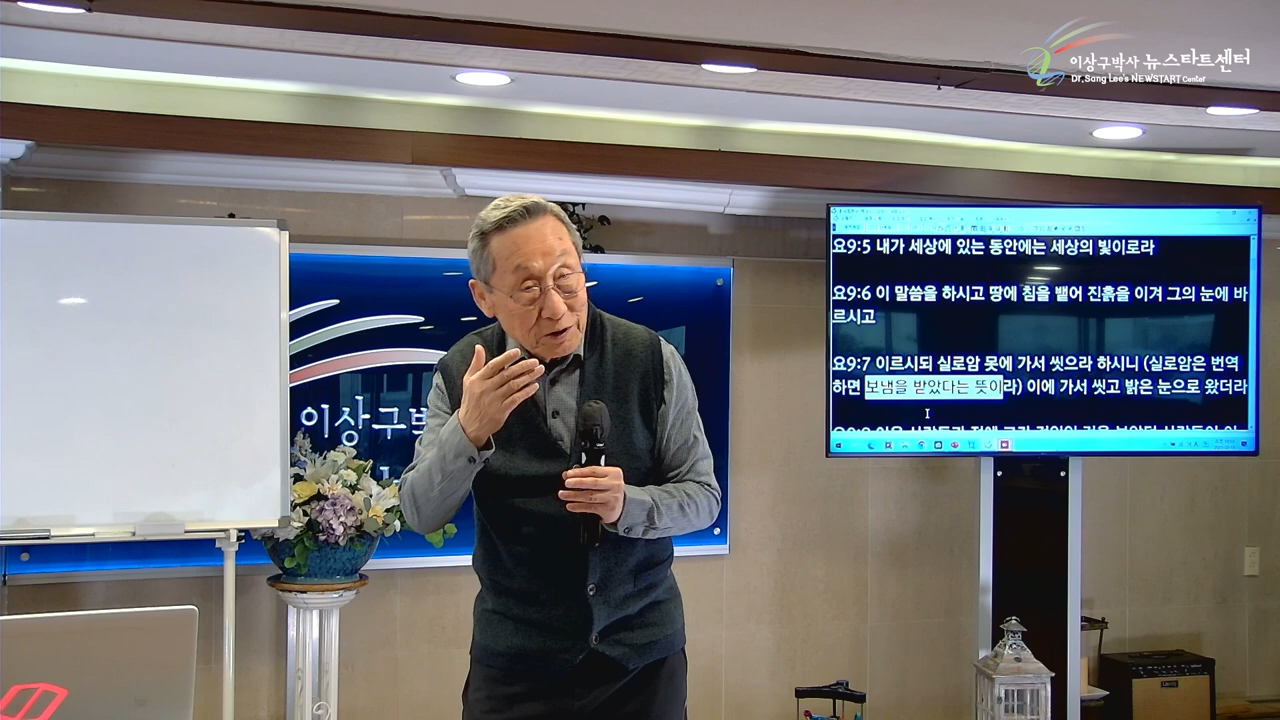 이상구박사 뉴스타트센터
Dr.Sang Lee's NEWSTART Center
요9:5 내가 세상에 있는 동안에는 세상의 빛이로라
요9:6 이 말씀을 하시고 땅에 침을 뱉어 진흙을 이겨 그의 눈에 바
르시고
요9:7 이르시되 실로암 못에 가서 씻으라 하시니 (실로암은 번역
하면 보냄을 받았다는 뜻이라) 이에 가서 씻고 밝은 눈으로 왔더라
이상구